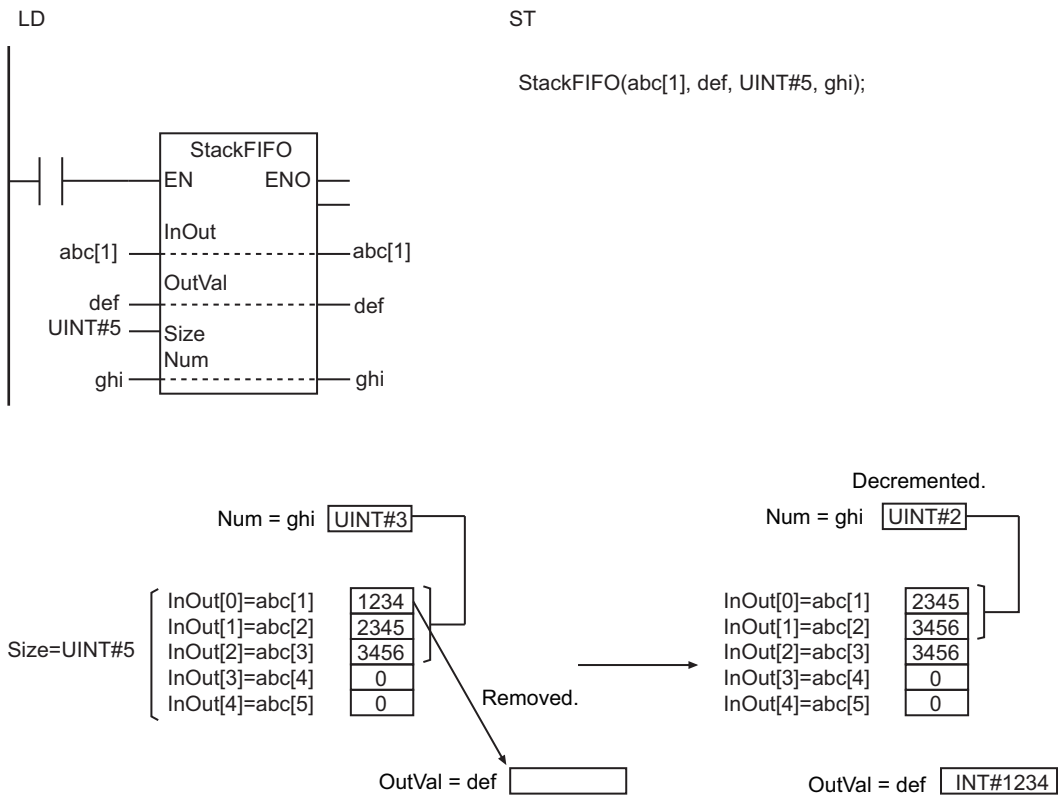 LD
ST
StackFIFO(abc[1], def, UINT#5, ghi);
StackFIFO
EN ENO
InOut
abc[1] abc[1]
OutVal
def def
UINT#5 Size
Num
ghi ghi
Decremented.
Num = ghi UINT#3
Num = ghi UINT#2
Size=UINT#5
InOut[0]=abc[1] 1234
InOut[1]=abc[2] 2345
InOut[2]=abc[3] 3456
InOut[3]=abc[4] 0
InOut[4]=abc[5] 0
Removed.
OutVal = def
InOut[0]=abc[1] 2345
InOut[1]=abc[2] 3456
InOut[2]=abc[3] 3456
InOut[3]=abc[4] 0
InOut[4]=abc[5] 0
OutVal = def INT#1234